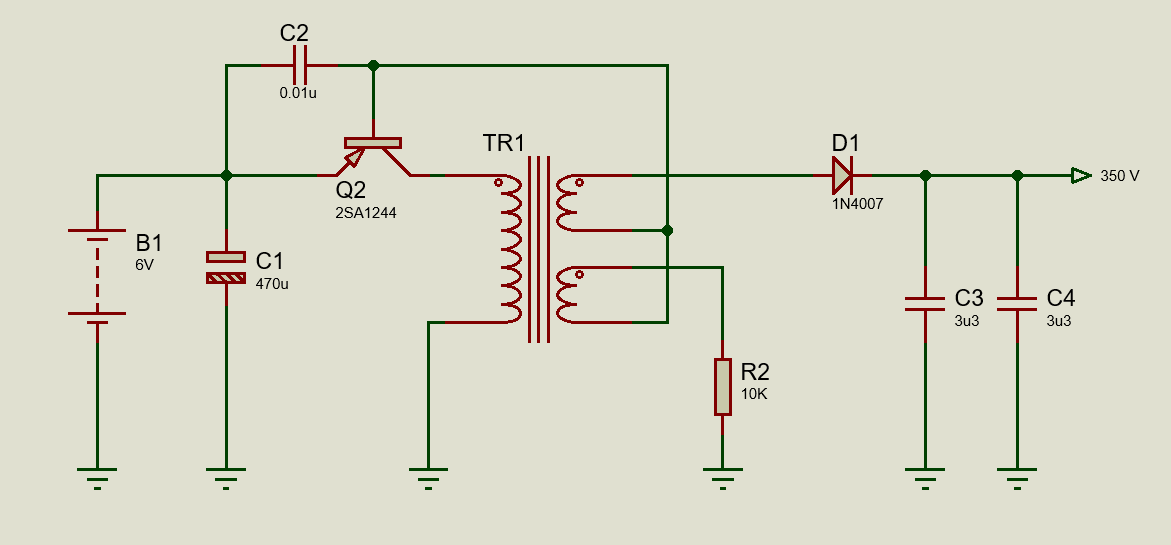 C2
0.01u
TR1
D1
1N4007
350 V
Q2
2SA1244
B1
6V
C1
470u
C3
3u3
C4
3u3
R2
10K